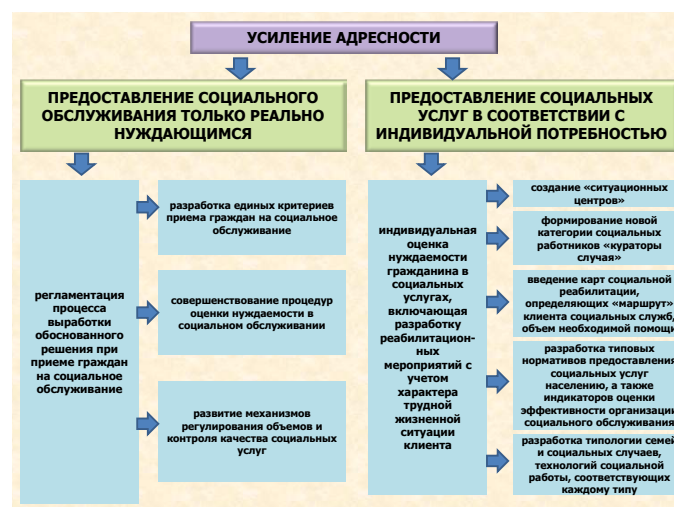 УСИЛЕНИЕ АДРЕСНОСТИ
ПРЕДОСТАВЛЕНИЕ СОЦИАЛЬНОГО
ОБСЛУЖИВАНИЯ ТОЛЬКО РЕАЛЬНО
НУЖДАЮЩИМСЯ
регламентация
процесса
выработки
обоснованного
решения при
приеме граждан
на социальное
обслуживание
разработка единых критериев
приема граждан на социальное
обслуживание
совершенствование процедур
оценки нуждаемости в
социальном обслуживании
развитие механизмов
регулирования объемов и
контроля качества социальных
услуг
ПРЕДОСТАВЛЕНИЕ СОЦИАЛЬНЫХ
УСЛУГ В СООТВЕТСТВИИ С
ИНДИВИДУАЛЬНОЙ ПОТРЕБНОСТЬЮ
индивидуальная
оценка
нуждаемости
гражданина в
социальных
услугах,
включающая
разработку
реабилитацион-
ных
мероприятий с
учетом
характера
трудной
жизненной
ситуации
клиента
создание «ситуационных
центров»
формирование новой
категории социальных
работников «кураторы
случая»
введение карт социальной
реабилитации,
определяющих «маршрут»
клиента социальных служб,
объем необходимой помощи
разработка типовых
нормативов предоставления
социальных услуг
населению, а также
индикаторов оценки
эффективности организации
социального обслуживания
разработка типологии семей
и социальных случаев,
технологий социальной
работы, соответствующих
каждому типу